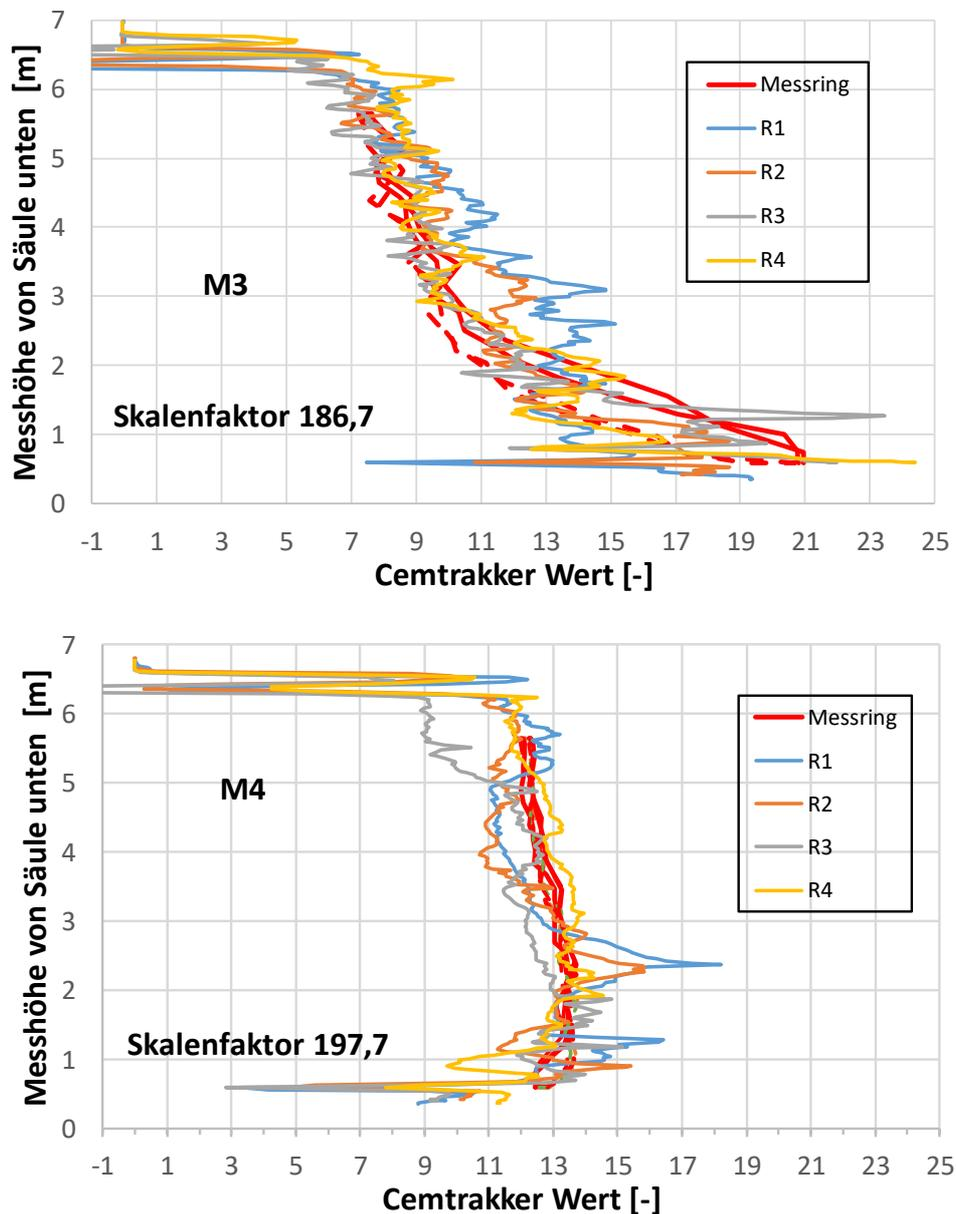 7
6
5
4
3
2
1
0
Messhöhe von Säule unten [m]
Messring
R1
R2
R3
R4
M3
Skalenfaktor 186,7
-1 1 3 5 7 9 11 13 15 17 19 21 23 25
Cemtrakker Wert [-]
7
6
5
4
3
2
1
0
Messhöhe von Säule unten [m]
Messring
R1
R2
R3
R4
M4
Skalenfaktor 197,7
-1 1 3 5 7 9 11 13 15 17 19 21 23 25
Cemtrakker Wert [-]